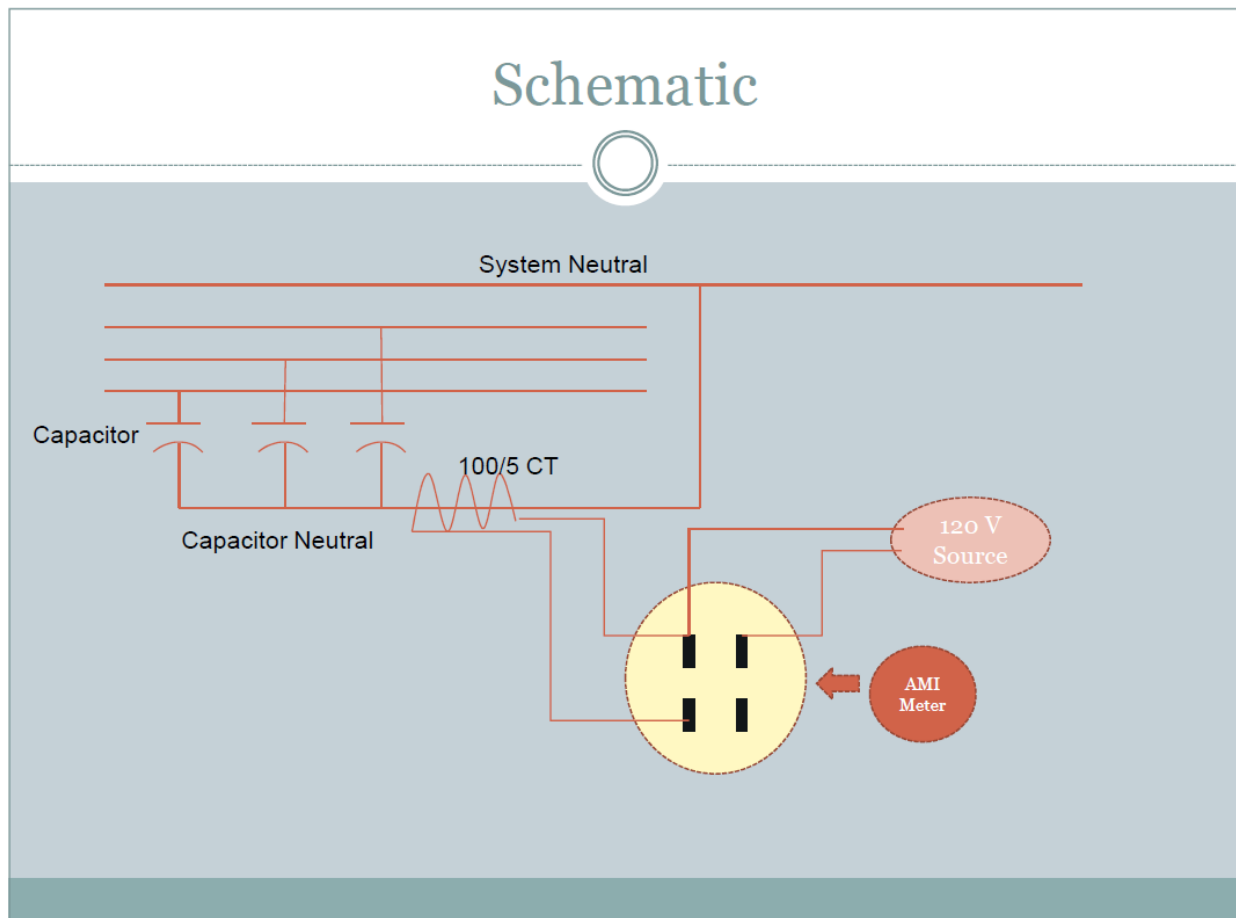 Schematic
System Neutral
Capacitor
100/5 CT
Capacitor Neutral
120 V
Source
AMI
Meter